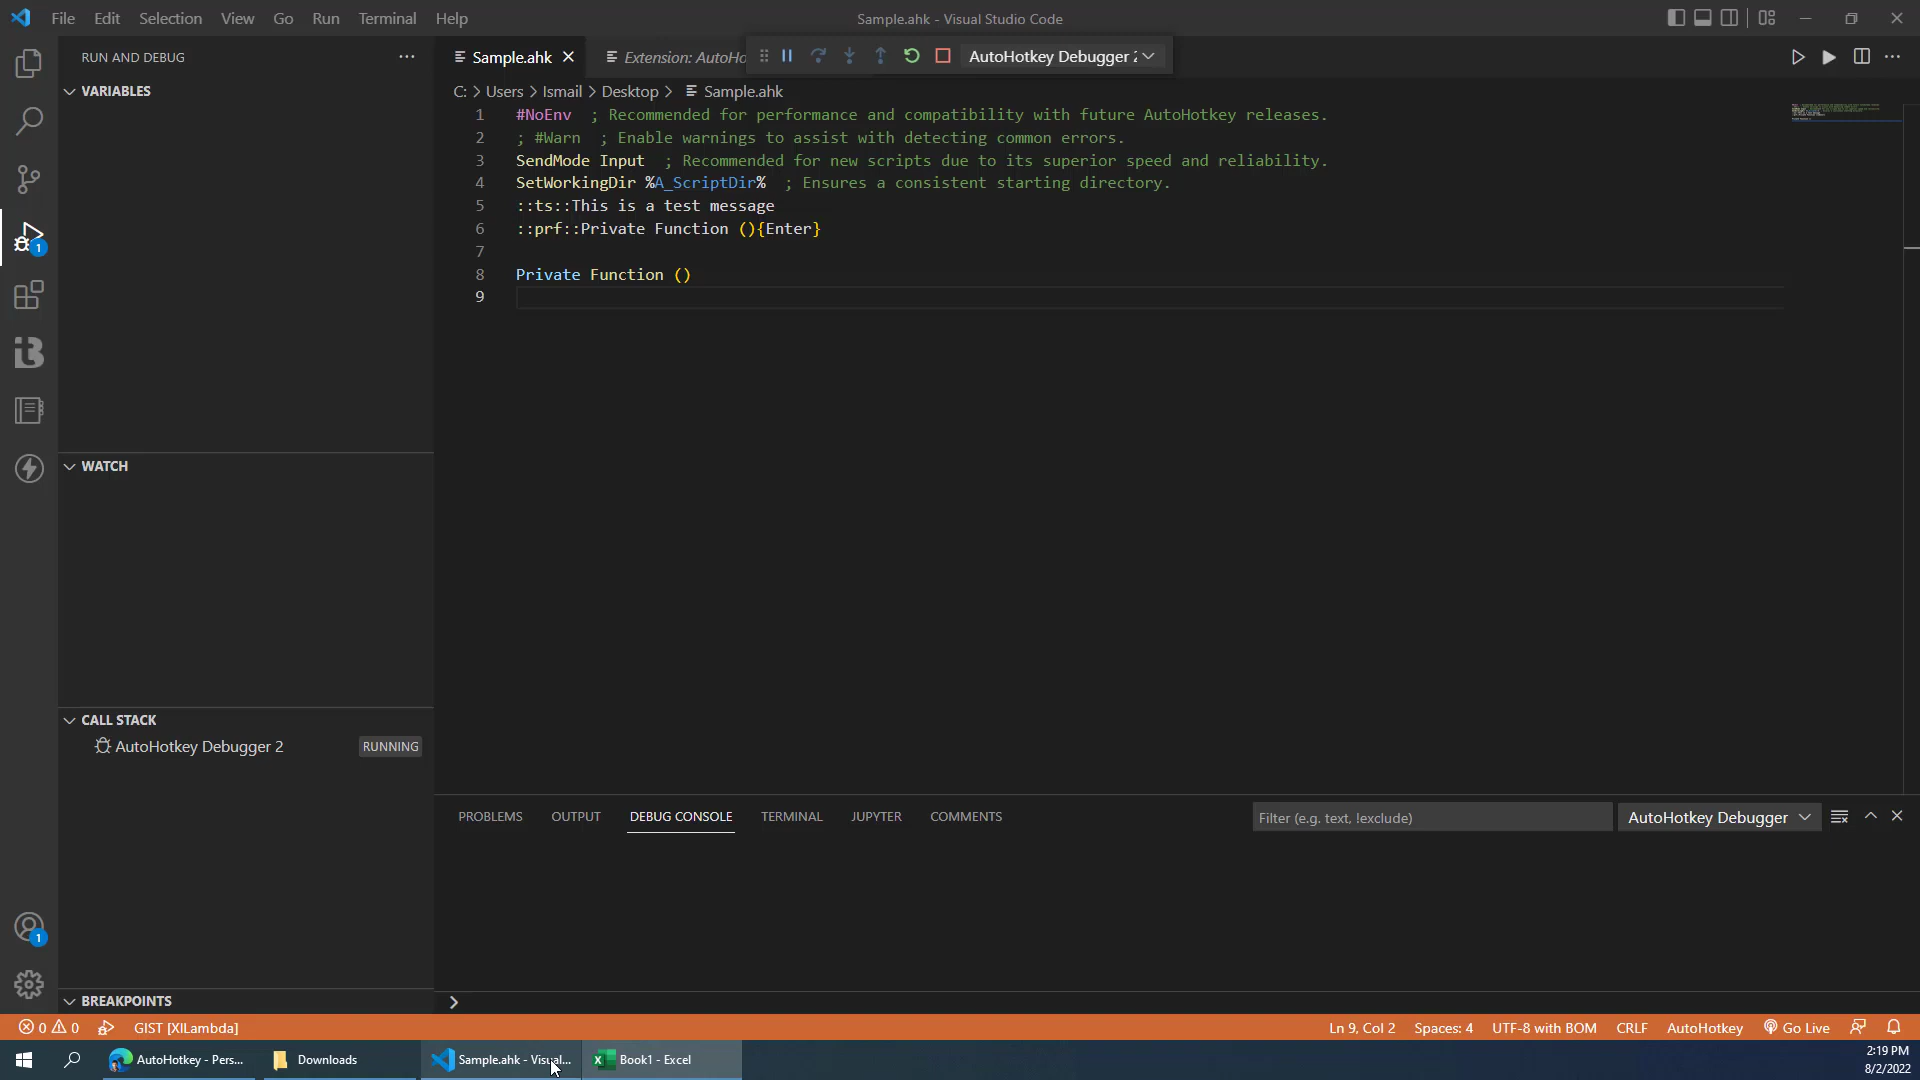 File Edit Selection View Go Run Terminal Help
Sample.ahk - Visual Studio Code
RUN AND DEBUG
Sample.ahk
Extension: AutoHo
AutoHotkey Debugger 2
VARIABLES
C: > Users > Ismail > Desktop > Sample.ahk
1 #NoEnv  ; Recommended for performance and compatibility with future AutoHotkey releases.
2 ; #Warn  ; Enable warnings to assist with detecting common errors.
3 SendMode Input  ; Recommended for new scripts due to its superior speed and reliability.
4 SetWorkingDir %A_ScriptDir%  ; Ensures a consistent starting directory.
5 ::ts::This is a test message
6 ::prf::Private Function (){Enter}
7
8 Private Function ()
9
WATCH
CALL STACK
AutoHotkey Debugger 2 RUNNING
PROBLEMS OUTPUT DEBUG CONSOLE TERMINAL JUPYTER COMMENTS
Filter (e.g. text, !exclude)
AutoHotkey Debugger
BREAKPOINTS
0 0 GIST [XlLambda]
Ln 9, Col 2 Spaces: 4 UTF-8 with BOM CRLF AutoHotkey Go Live
AutoHotkey - Pers...
Downloads
Sample.ahk - Visual...
Book1 - Excel
2:19 PM
8/2/2022
1
1